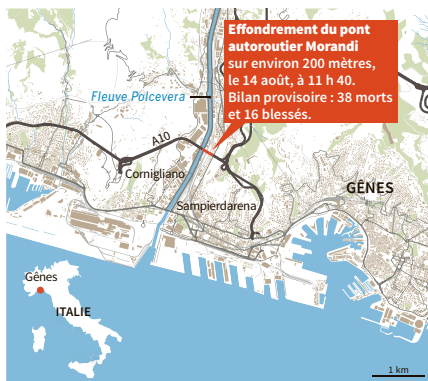 Effondrement du pont
autoroutier Morandi
sur environ 200 mètres,
le 14 août, à 11 h 40.
Bilan provisoire : 38 morts
et 16 blessés.
Fleuve Polcevera
A10
Cornigliano
Sampierdarena
GÊNES
Gênes
ITALIE
1 km